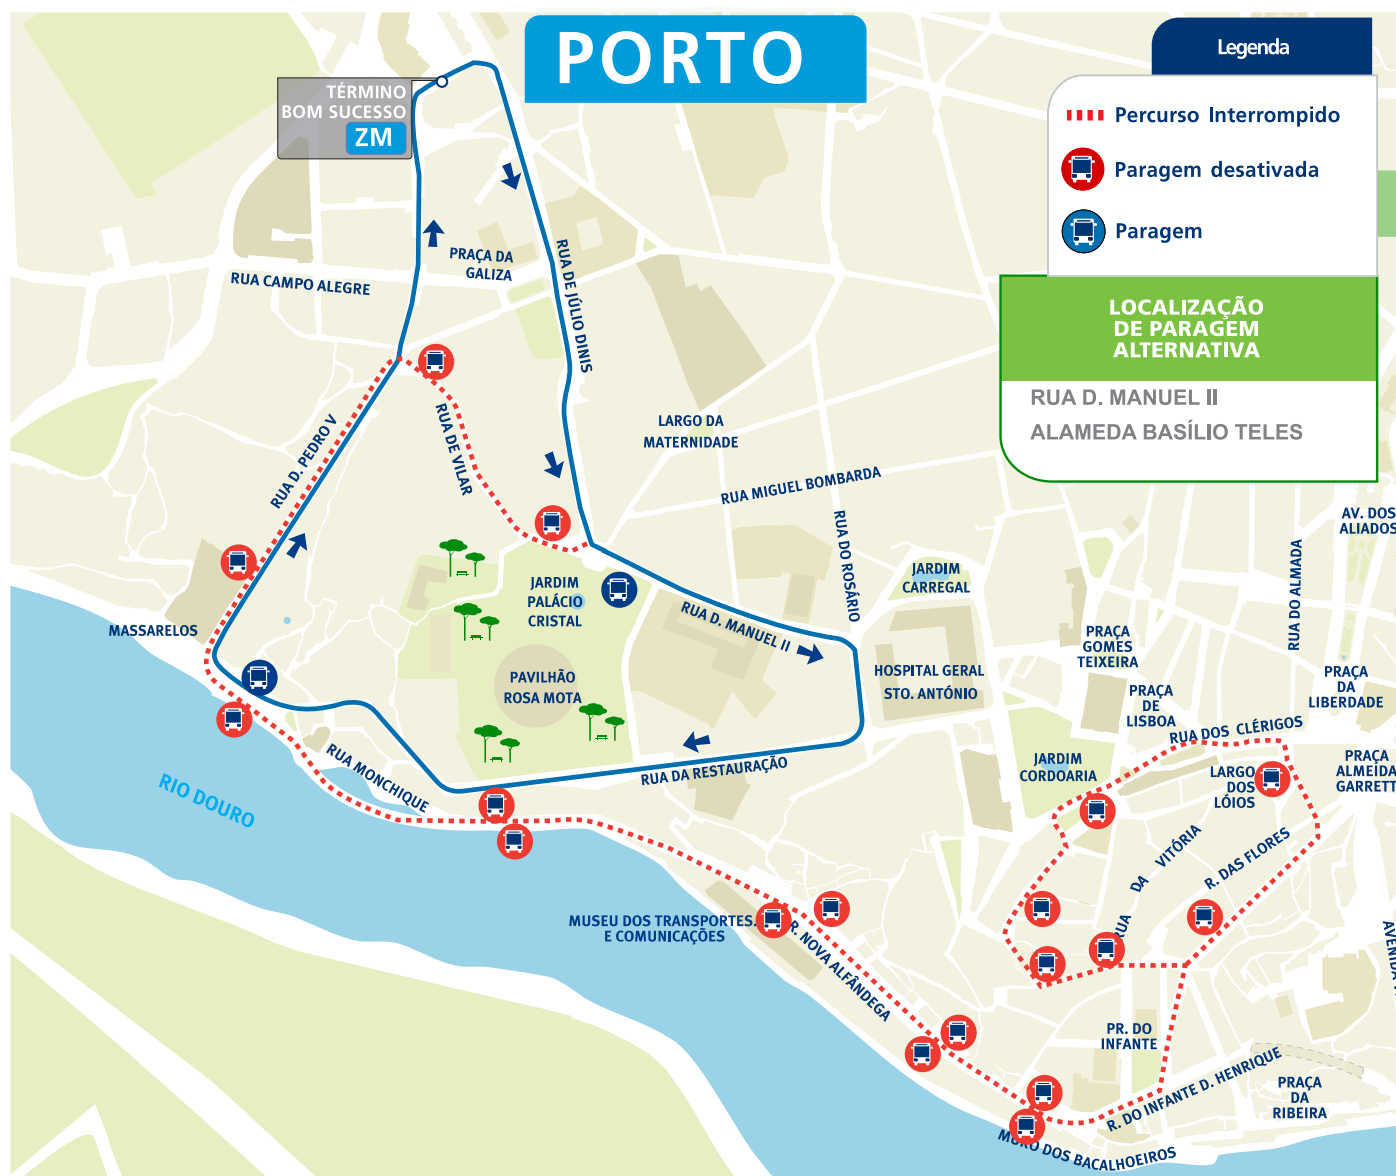 PORTO
Legenda
Percurso Interrompido
Paragem desativada
Paragem
LOCALIZAÇÃO
DE PARAGEM
ALTERNATIVA
RUA D. MANUEL II
ALAMEDA BASÍLIO TELES
TÉRMINO
BOM SUCESSO
ZM
PRAÇA DA
GALIZA
RUA CAMPO ALEGRE
RUA DE JÚLIO DINIS
RUA D. PEDRO V
RUA DE VILAR
LARGO DA
MATERNIDADE
RUA MIGUEL BOMBARDA
RUA DO ROSÁRIO
AV. DOS
ALIADOS
RUA DO ALMADA
JARDIM
PALÁCIO
CRISTAL
JARDIM
CARREGAL
RUA D. MANUEL II
MASSARELOS
PAVILHÃO
ROSA MOTA
HOSPITAL GERAL
STO. ANTÓNIO
PRAÇA
GOMES
TEIXEIRA
PRAÇA
DE
LISBOA
PRAÇA
DA
LIBERDADE
RUA DOS CLÉRIGOS
RUA MONCHIQUE
RUA DA RESTAURAÇÃO
JARDIM
CORDOARIA
LARGO
DOS
LÓIOS
PRAÇA
ALMEIDA
GARRETT
RIO DOURO
RUA DA VITÓRIA
R. DAS FLORES
MUSEU DOS TRANSPORTES
E COMUNICAÇÕES
R. NOVA ALFÂNDEGA
AVENIDA
PR. DO
INFANTE
R. DO INFANTE D. HENRIQUE
PRAÇA
DA
RIBEIRA
MURO DOS BACALHOEIROS